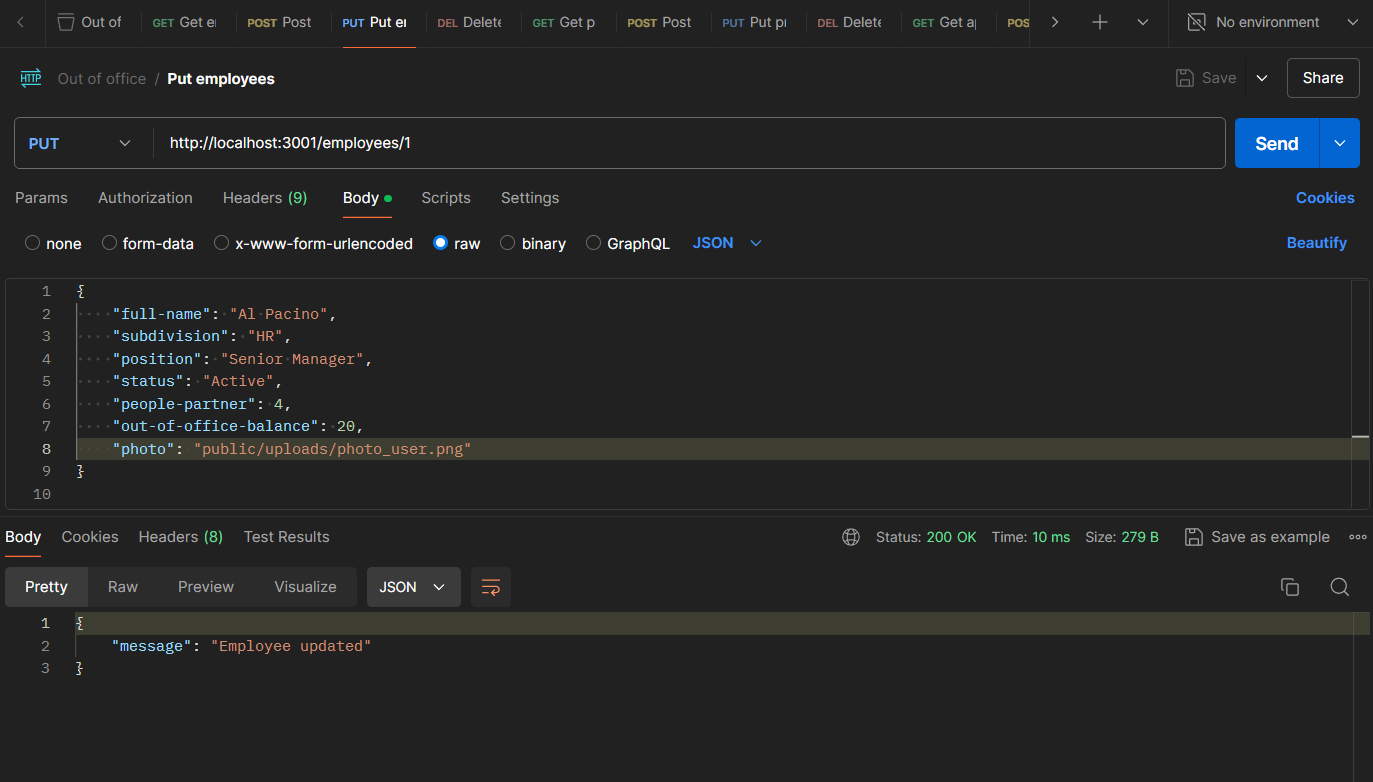 Out of GET Get e POST Post PUT Put e DEL Delete GET Get p POST Post PUT Put p DEL Delete GET Get a POS No environment
HTTP Out of office / Put employees Save Share
PUT http://localhost:3001/employees/1 Send
Params Authorization Headers (9) Body Scripts Settings Cookies
none form-data x-www-form-urlencoded raw binary GraphQL JSON Beautify
1 {
2 "full-name": "Al Pacino",
3 "subdivision": "HR",
4 "position": "Senior Manager",
5 "status": "Active",
6 "people-partner": 4,
7 "out-of-office-balance": 20,
8 "photo": "public/uploads/photo_user.png"
9 }
10
Body Cookies Headers (8) Test Results Status: 200 OK Time: 10 ms Size: 279 B Save as example
Pretty Raw Preview Visualize JSON
1 {
2 "message": "Employee updated"
3 }